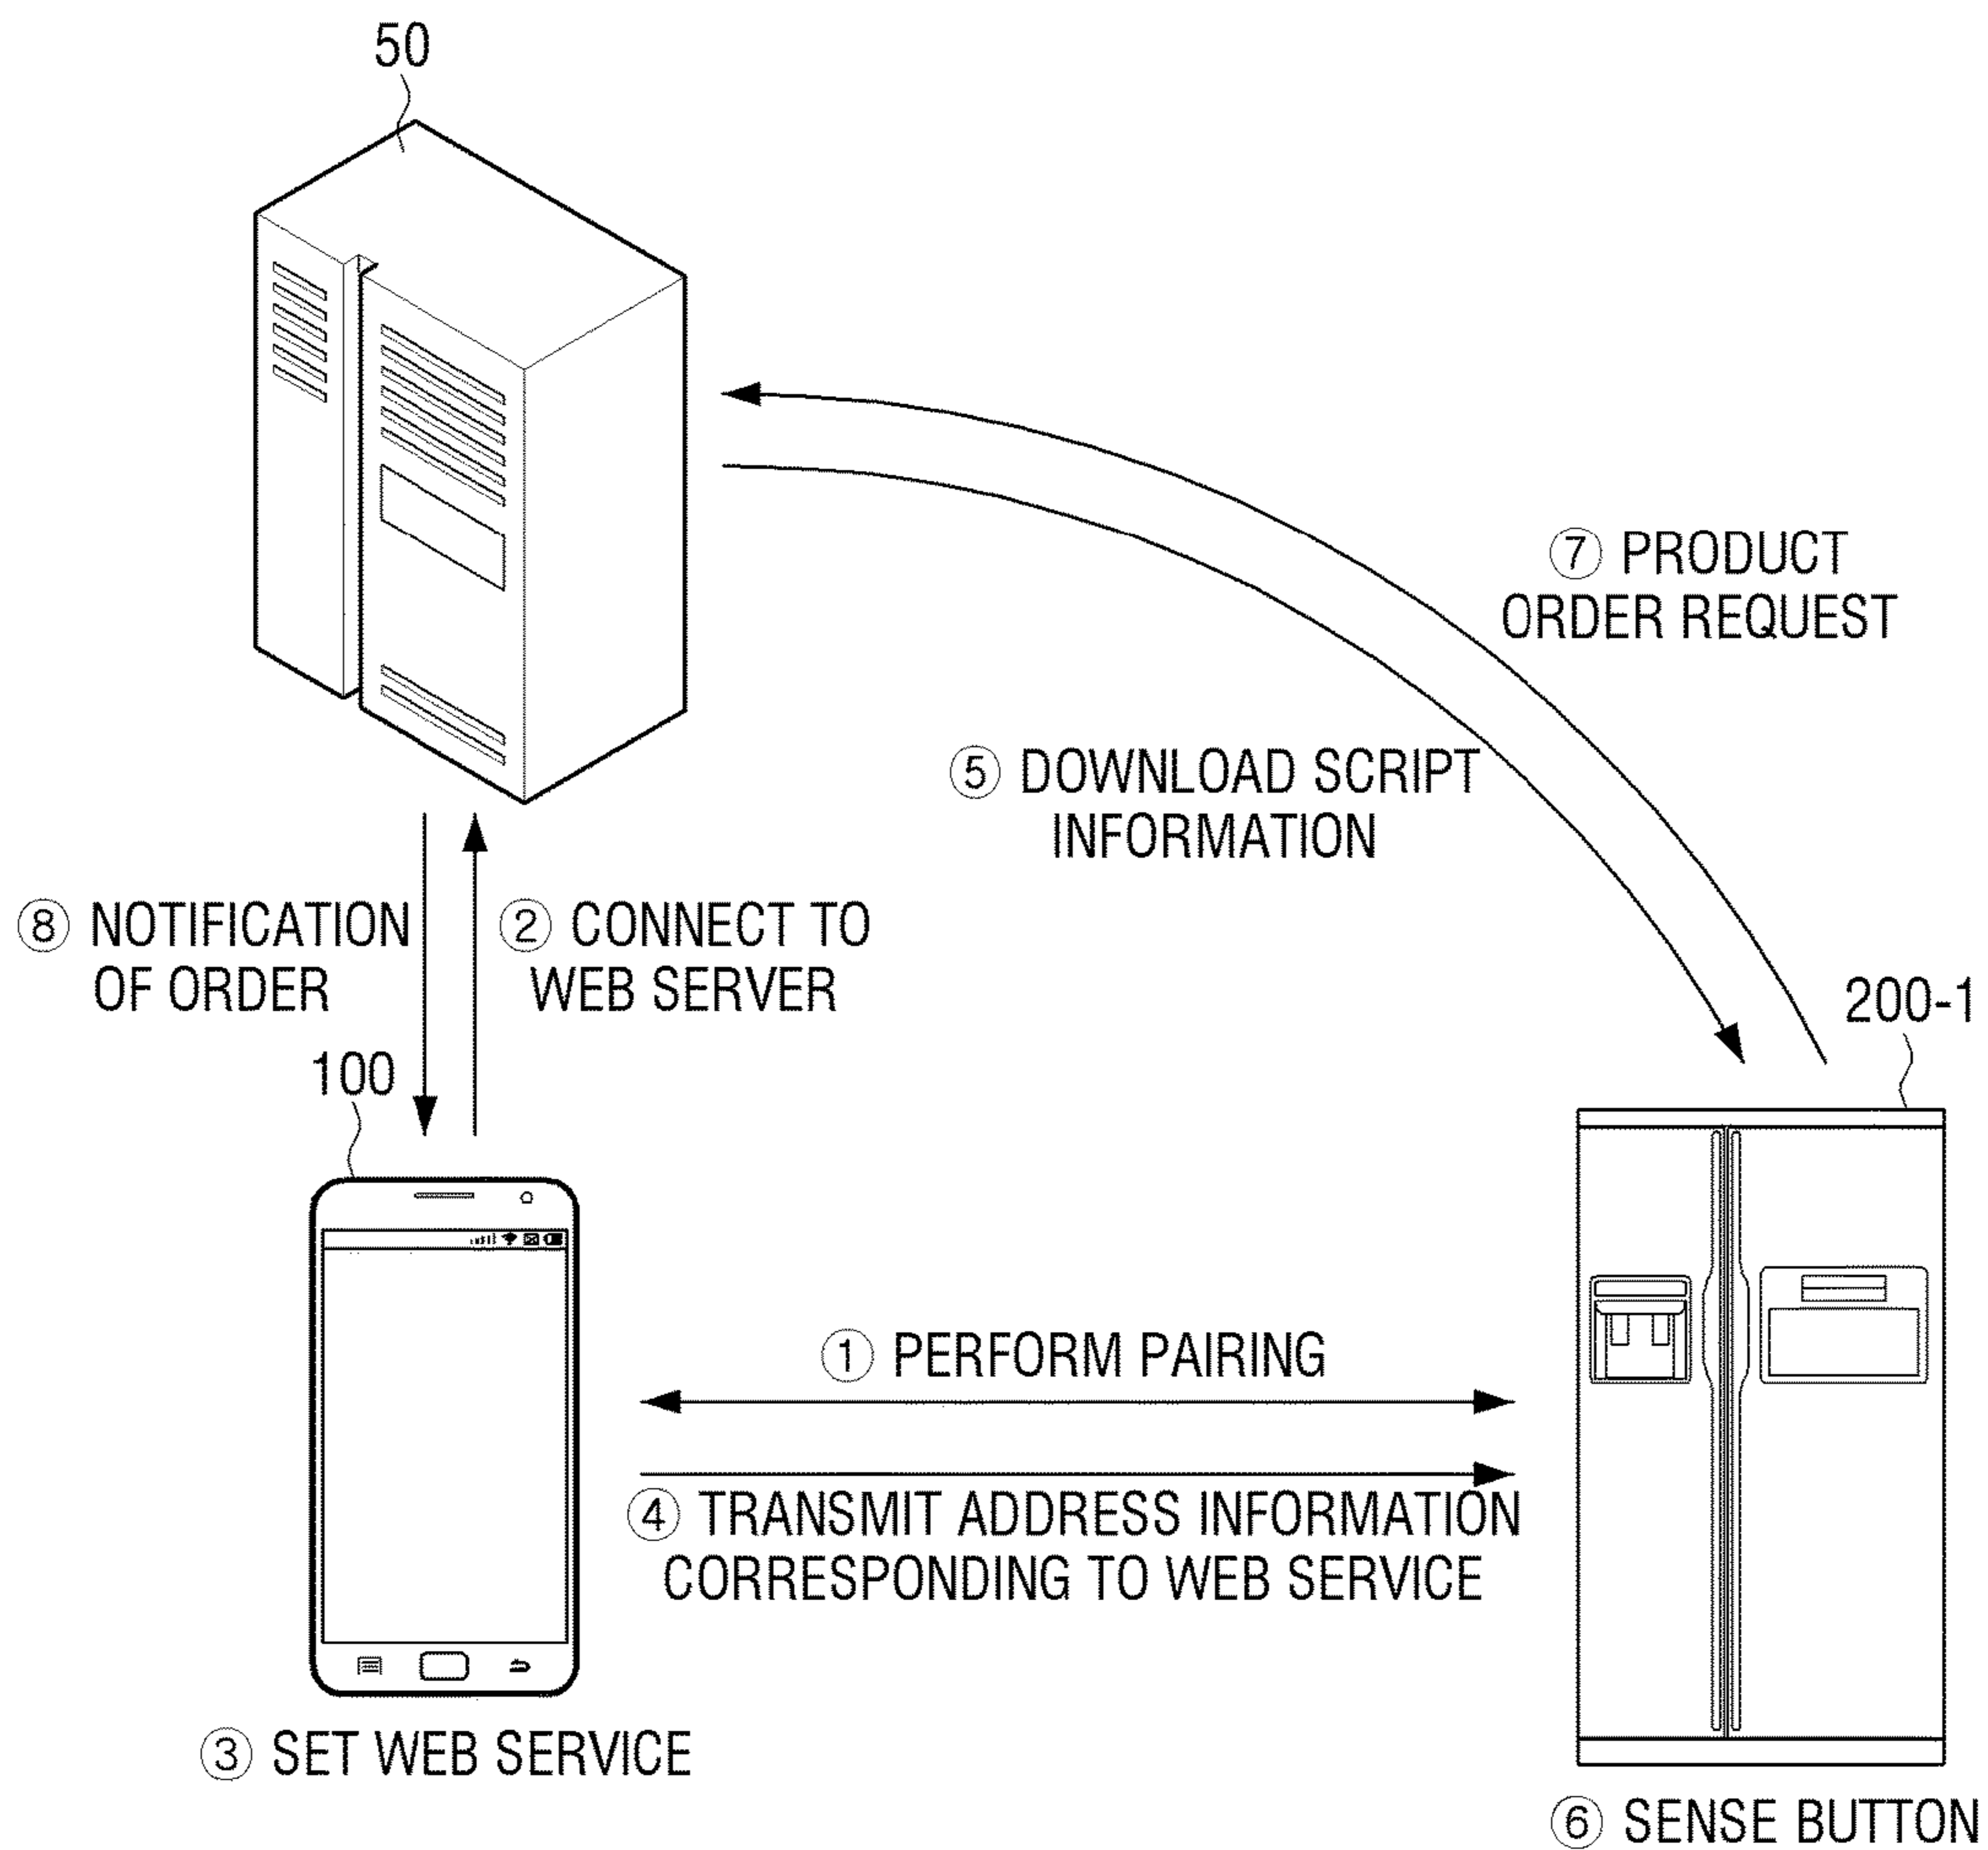 50
⑦ PRODUCT
ORDER REQUEST
⑤ DOWNLOAD SCRIPT
INFORMATION
⑧ NOTIFICATION
OF ORDER
② CONNECT TO
WEB SERVER
100
200-1
① PERFORM PAIRING
④ TRANSMIT ADDRESS INFORMATION
CORRESPONDING TO WEB SERVICE
③ SET WEB SERVICE
⑥ SENSE BUTTON